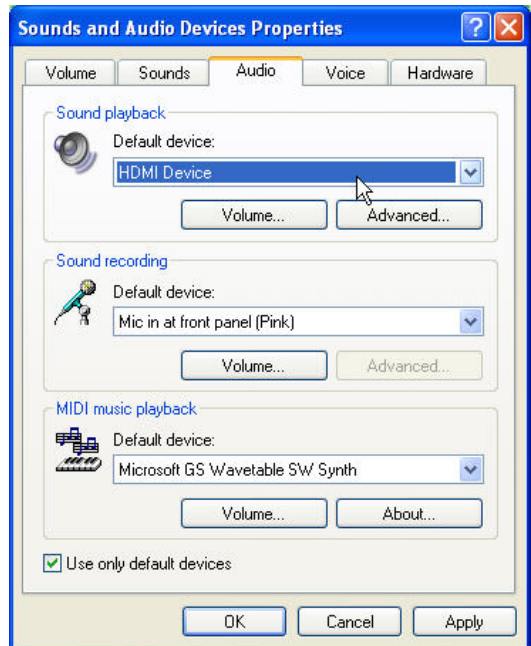 Sounds and Audio Devices Properties
Volume Sounds Audio Voice Hardware
Sound playback
Default device:
HDMI Device
Volume... Advanced...
Sound recording
Default device:
Mic in at front panel (Pink)
Volume... Advanced...
MIDI music playback
Default device:
Microsoft GS Wavetable SW Synth
Volume... About...
Use only default devices
OK Cancel Apply